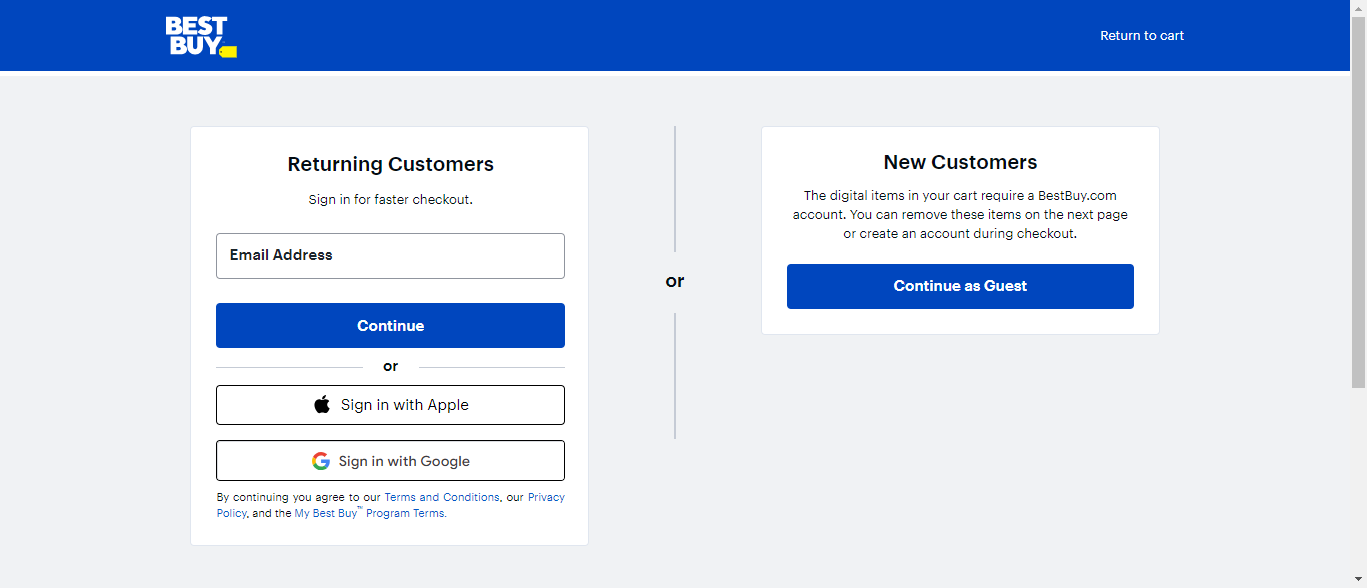 BEST
BUY
Return to cart
Returning Customers
Sign in for faster checkout.
Email Address
Continue
or
Sign in with Apple
Sign in with Google
By continuing you agree to our Terms and Conditions, our Privacy
Policy, and the My Best Buy™ Program Terms.
or
New Customers
The digital items in your cart require a BestBuy.com
account. You can remove these items on the next page
or create an account during checkout.
Continue as Guest